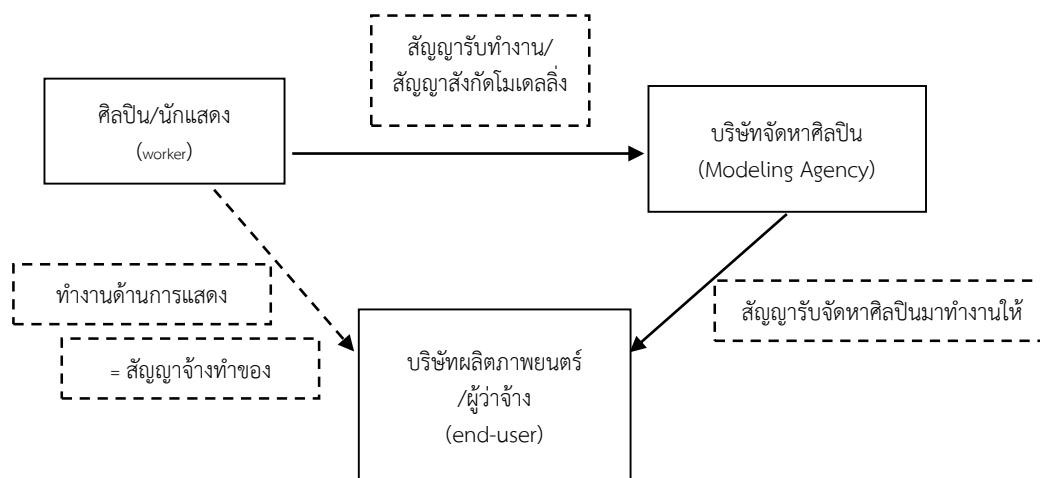 สัญญารับทำงาน/
สัญญาสังกัดโมเดลลิ่ง
ศิลปิน/นักแสดง
(worker)
บริษัทจัดหาศิลปิน
(Modeling Agency)
ทำงานด้านการแสดง
= สัญญาจ้างทำของ
สัญญารับจัดหาศิลปินมาทำงานให้
บริษัทผลิตภาพยนตร์
/ผู้ว่าจ้าง
(end-user)